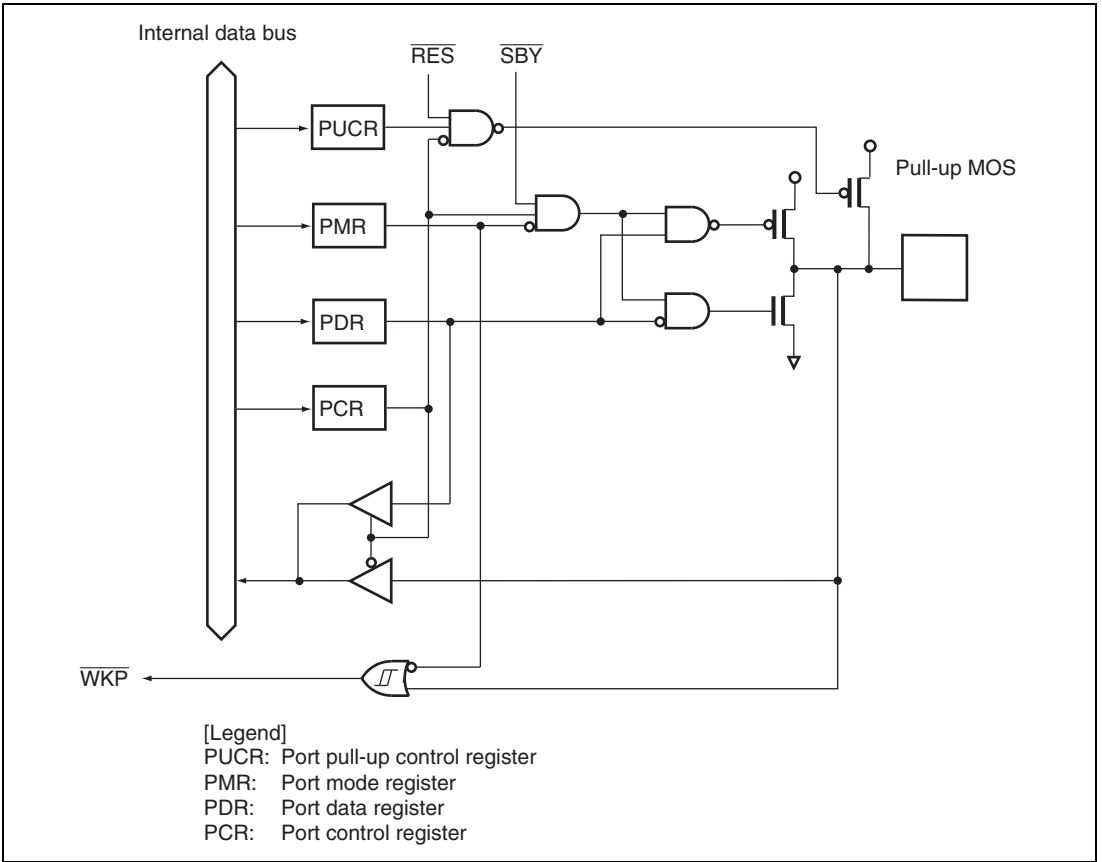 Internal data bus
RES
SBY
PUCR
Pull-up MOS
PMR
PDR
PCR
WKP
[Legend]
PUCR: Port pull-up control register
PMR: Port mode register
PDR: Port data register
PCR: Port control register